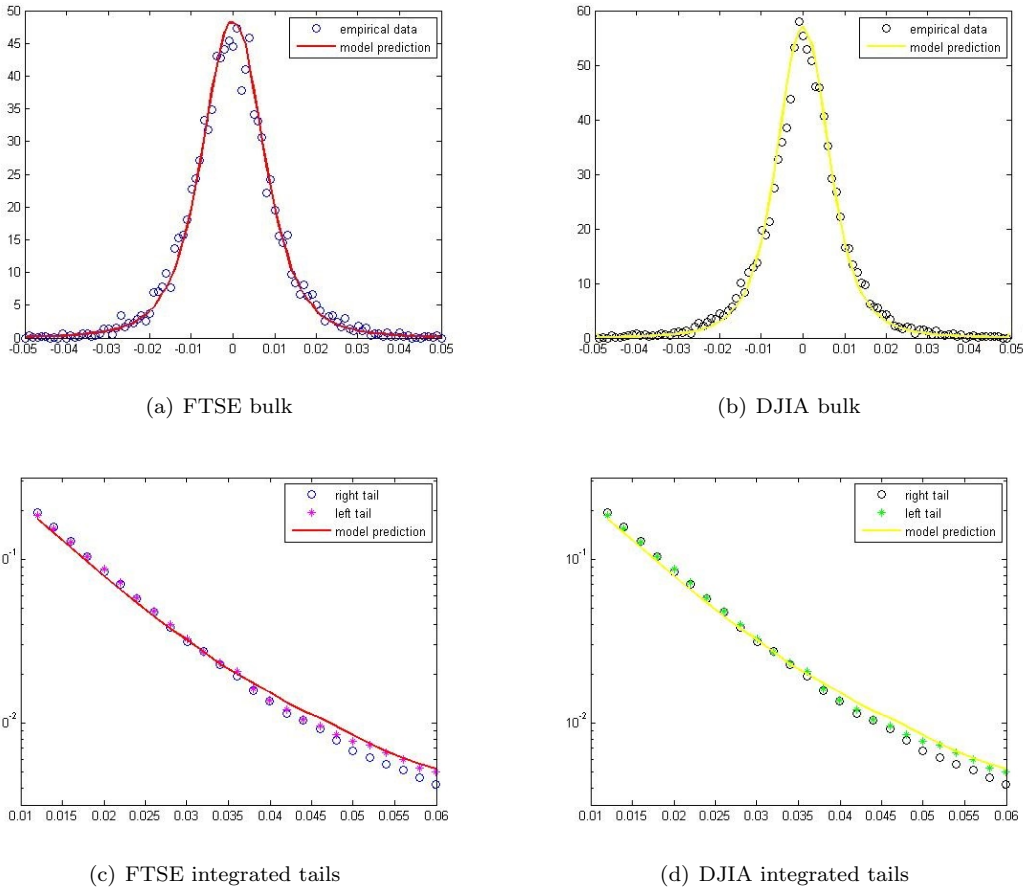 50
45
40
35
30
25
20
15
10
5
0
-0.05 -0.04 -0.03 -0.02 -0.01 0 0.01 0.02 0.03 0.04 0.05
empirical data
model prediction
(a) FTSE bulk
60
50
40
30
20
10
0
-0.05 -0.04 -0.03 -0.02 -0.01 0 0.01 0.02 0.03 0.04 0.05
empirical data
model prediction
(b) DJIA bulk
10-1
10-2
0.01 0.015 0.02 0.025 0.03 0.035 0.04 0.045 0.05 0.055 0.06
right tail
left tail
model prediction
(c) FTSE integrated tails
10-1
10-2
0.01 0.015 0.02 0.025 0.03 0.035 0.04 0.045 0.05 0.055 0.06
right tail
left tail
model prediction
(d) DJIA integrated tails